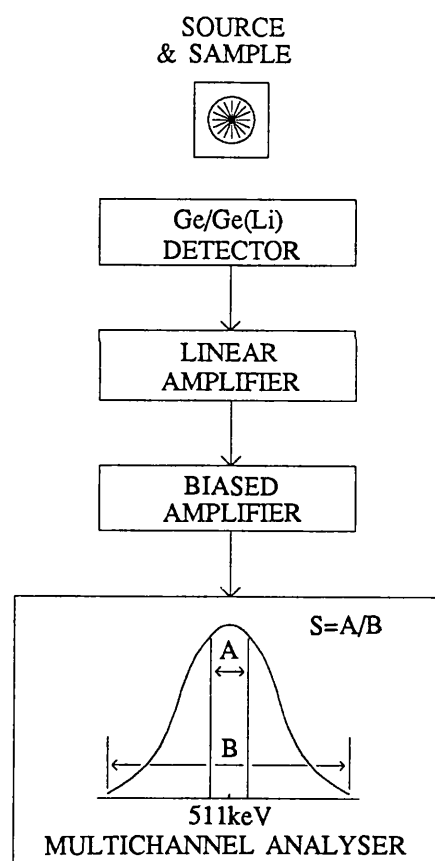 SOURCE
& SAMPLE
Ge/Ge(Li)
DETECTOR
LINEAR
AMPLIFIER
BIASED
AMPLIFIER
S=A/B
A
B
511keV
MULTICHANNEL ANALYSER